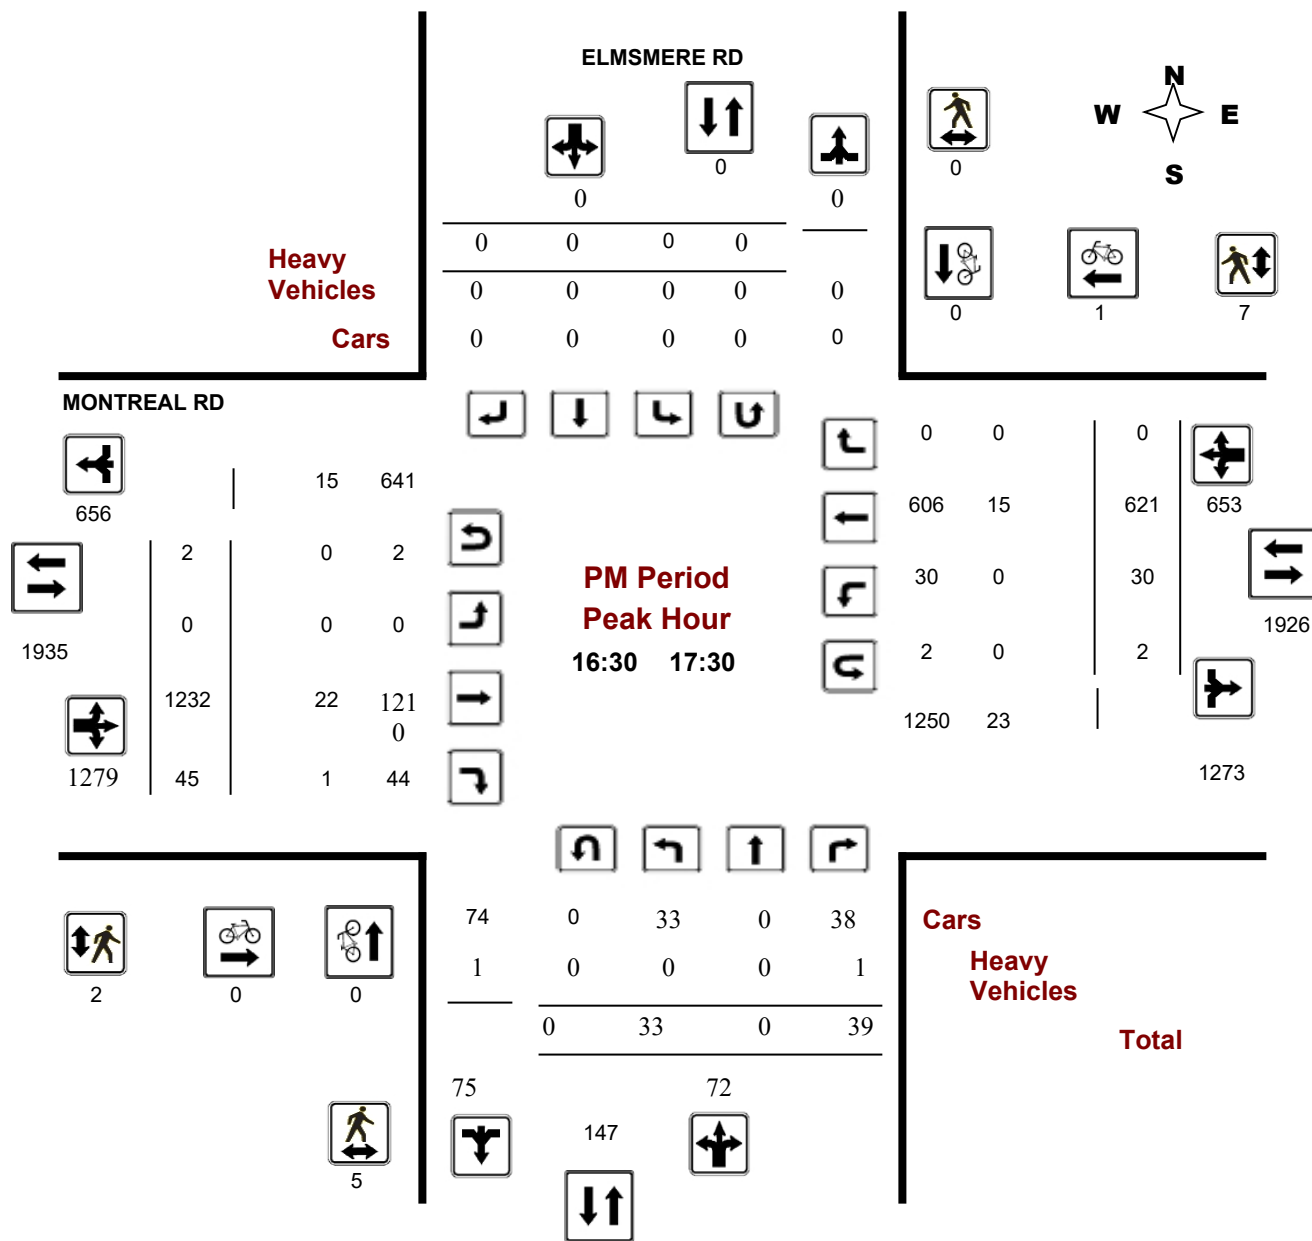 ELMSMERE RD
N
W E
S
0
0
0 0
0 0 0 0
Heavy
Vehicles
0 0 0 0 0
Cars
0 0 0 0 0
0 1 7
MONTREAL RD
0 0 0
15 641
656
606 15 621 653
2 0 2
PM Period
Peak Hour
16:30 17:30
30 0 30
0 0 0
1935
1926
2 0 2
1232 22 121
0
1250 23
1279 45 1 44
1273
74 0 33 0 38
Cars
1 0 0 0 1
Heavy
Vehicles
2 0 0
0 33 0 39
Total
75 72
147
5